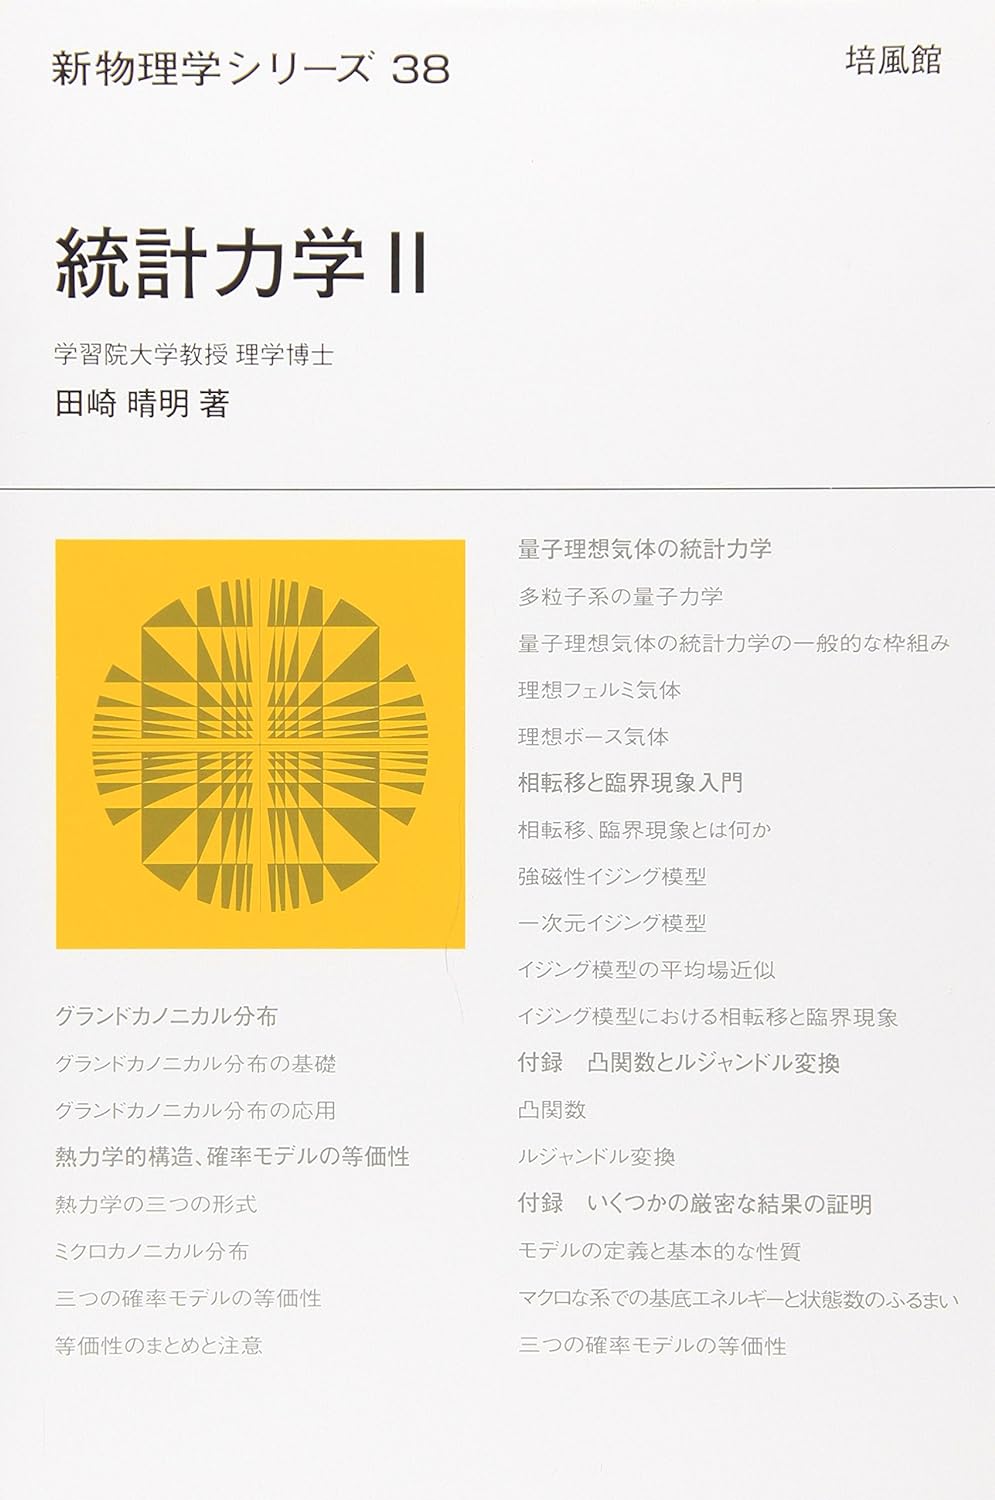 新物理学シリーズ 38
培風館
統計力学 II
学習院大学教授 理学博士
田崎 晴明 著
グランドカノニカル分布
グランドカノニカル分布の基礎
グランドカノニカル分布の応用
熱力学的構造、確率モデルの等価性
熱力学の三つの形式
ミクロカノニカル分布
三つの確率モデルの等価性
等価性のまとめと注意
量子理想気体の統計力学
多粒子系の量子力学
量子理想気体の統計力学の一般的な枠組み
理想フェルミ気体
理想ボース気体
相転移と臨界現象入門
相転移、臨界現象とは何か
強磁性イジング模型
一次元イジング模型
イジング模型の平均場近似
イジング模型における相転移と臨界現象
付録　凸関数とルジャンドル変換
凸関数
ルジャンドル変換
付録　いくつかの厳密な結果の証明
モデルの定義と基本的な性質
マクロな系での基底エネルギーと状態数のふるまい
三つの確率モデルの等価性